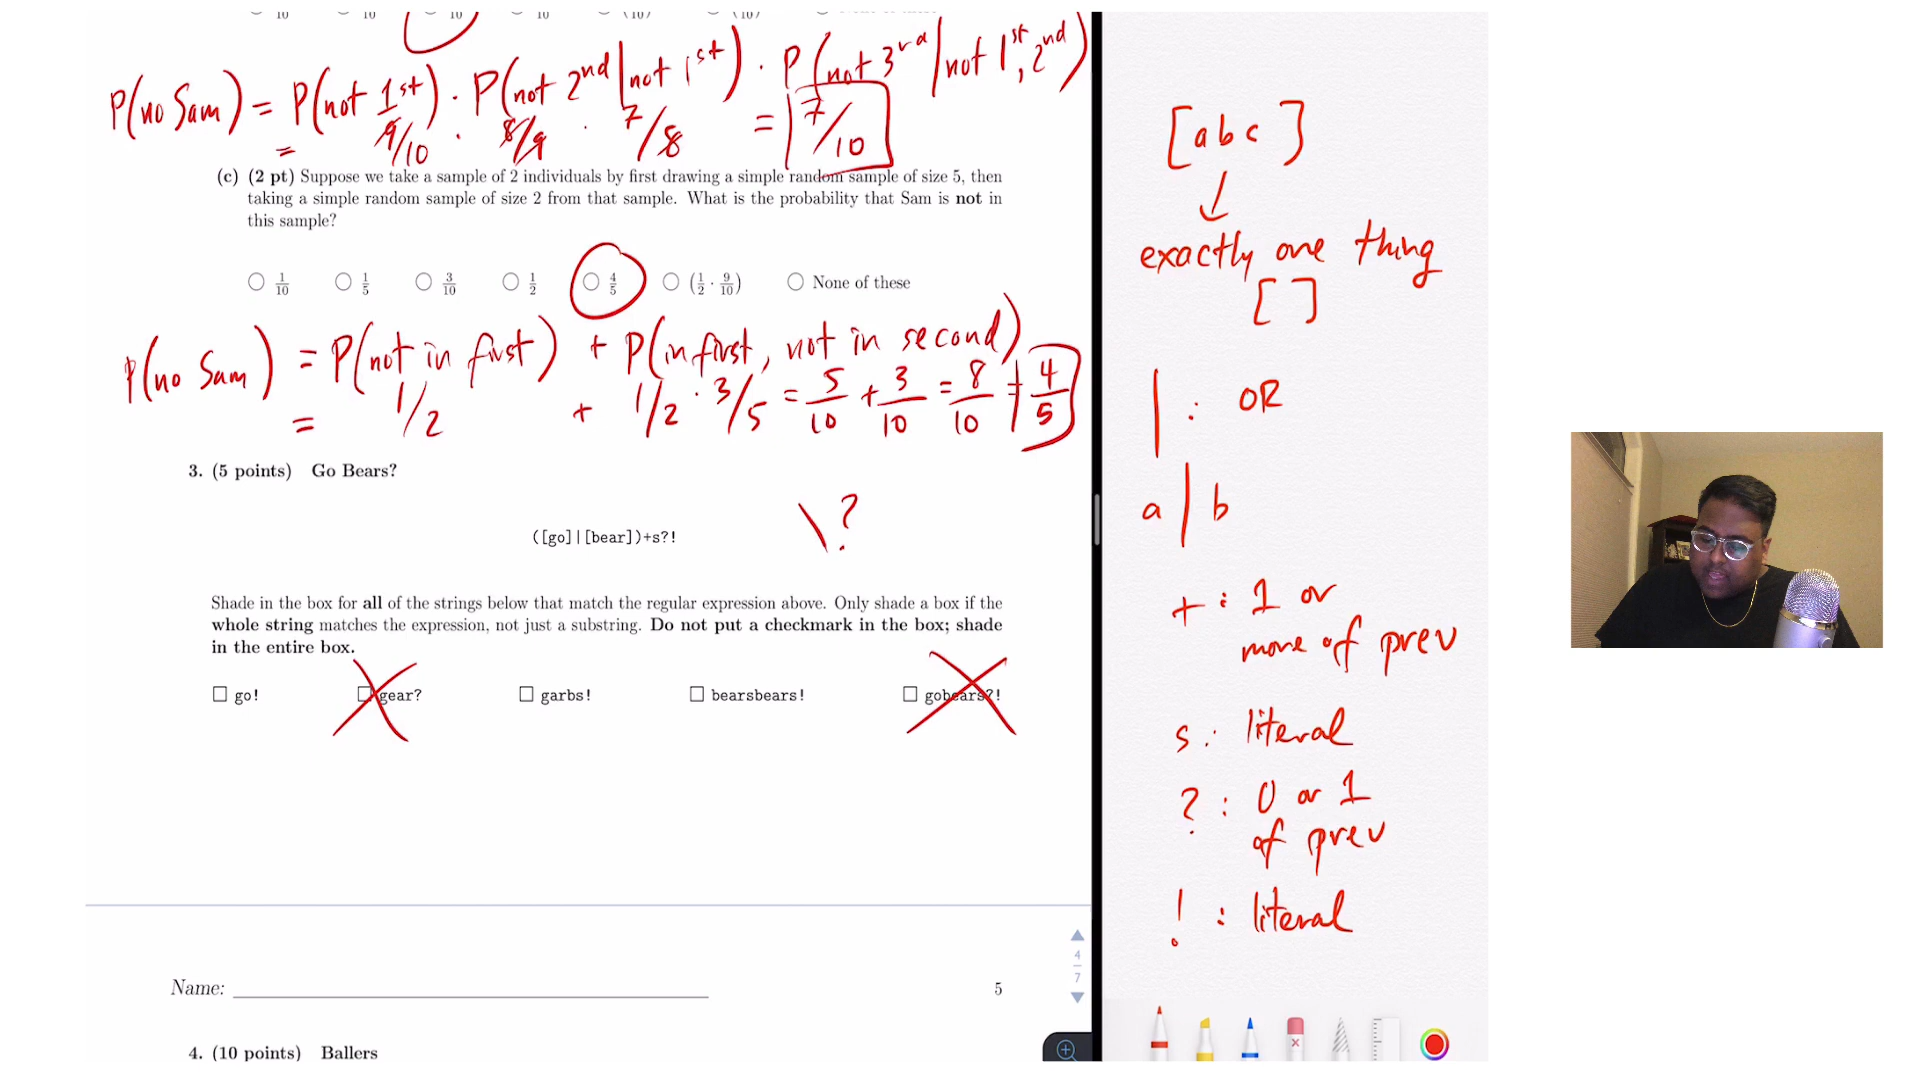 P(no Sam) = P(not 1st) · P(not 2nd | not 1st) · P(not 3rd | not 1st, 2nd)
= 9/10 · 8/9 · 7/8 = 7/10
(c) (2 pt) Suppose we take a sample of 2 individuals by first drawing a simple random sample of size 5, then
taking a simple random sample of size 2 from that sample. What is the probability that Sam is not in
this sample?
1/10 1/5 3/10 1/2 4/5 (1/2 · 9/10) None of these
P(no Sam) = P(not in first) + P(in first, not in second)
= 1/2 + 1/2 · 3/5 = 5/10 + 3/10 = 8/10 = 4/5
3. (5 points) Go Bears?
\?
([go]|[bear])+s?!
Shade in the box for all of the strings below that match the regular expression above. Only shade a box if the
whole string matches the expression, not just a substring. Do not put a checkmark in the box; shade
in the entire box.
go! gear? garbs! bearsbears! gobears?!
Name:
5
4. (10 points) Ballers
4
7
[abc]
exactly one thing
[ ]
| : OR
a | b
+ : 1 or
more of prev
s : literal
? : 0 or 1
of prev
! : literal